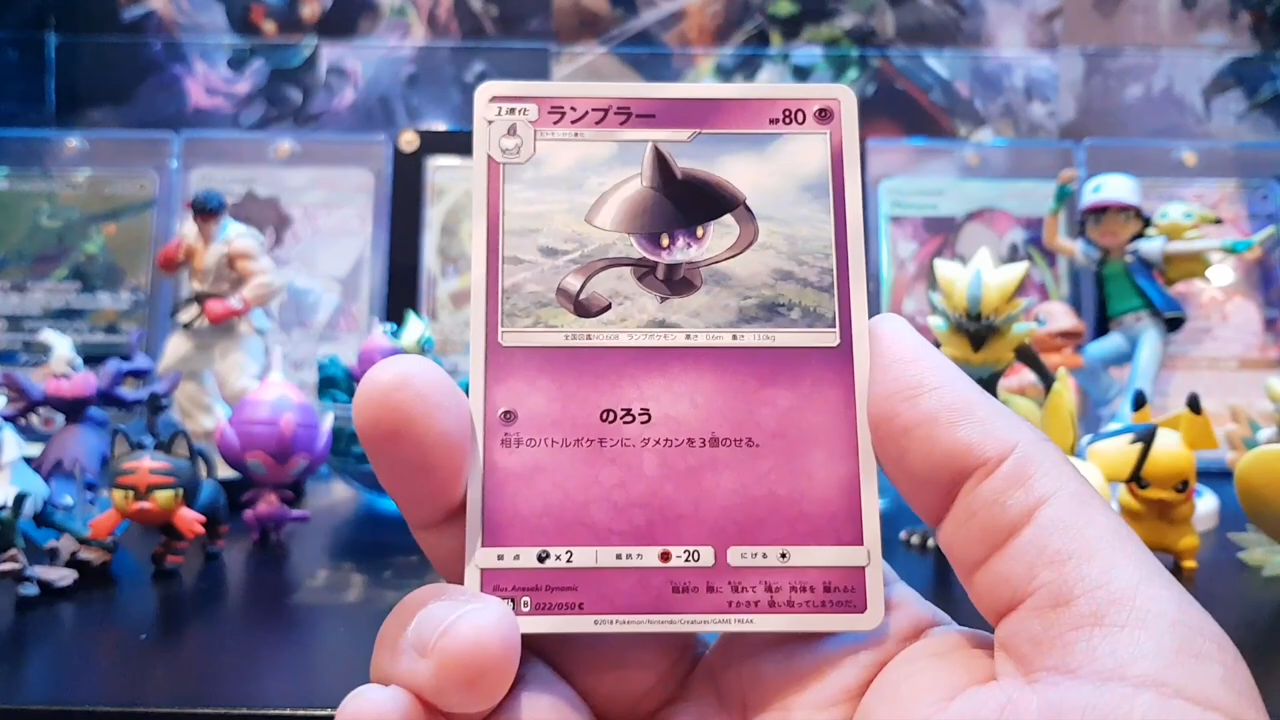 1進化 ランプラー HP80
ヒトモシから進化
全国図鑑NO.608 ランプポケモン 高さ:0.6m 重さ:13.0kg
のろう
相手のバトルポケモンに、ダメカンを3個のせる。
弱点 ×2 抵抗力 -20 にげる
Illus. Anesaki Dynamic
臨終の 際に 現れて 魂が 肉体を 離れると
すかさず 吸い取ってしまうのだ。
B 022/050 C
©2018 Pokémon/Nintendo/Creatures/GAME FREAK.